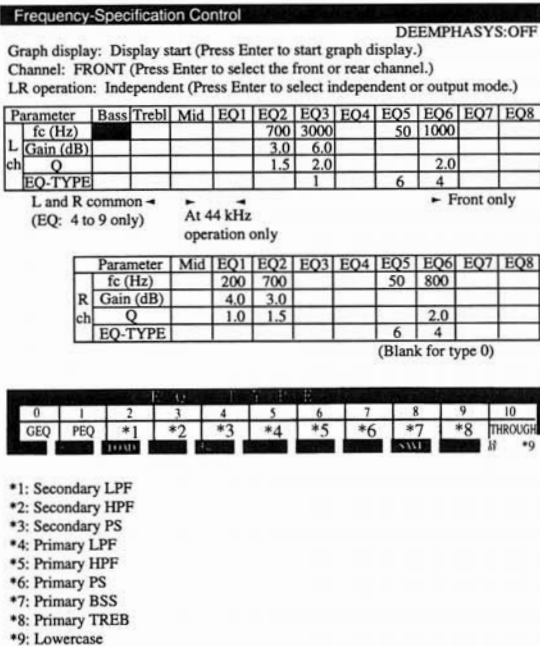 Frequency-Specification Control
DEEMPHASYS:OFF
Graph display: Display start (Press Enter to start graph display.)
Channel: FRONT (Press Enter to select the front or rear channel.)
LR operation: Independent (Press Enter to select independent or output mode.)
Parameter Bass Trebl Mid EQ1 EQ2 EQ3 EQ4 EQ5 EQ6 EQ7 EQ8
L ch
fc (Hz) 700 3000 50 1000
Gain (dB) 3.0 6.0
Q 1.5 2.0 2.0
EQ-TYPE 1 6 4
L and R common ◄ ► ◄ ► Front only
(EQ: 4 to 9 only) At 44 kHz
operation only
Parameter Mid EQ1 EQ2 EQ3 EQ4 EQ5 EQ6 EQ7 EQ8
R ch
fc (Hz) 200 700 50 800
Gain (dB) 4.0 3.0
Q 1.0 1.5 2.0
EQ-TYPE 6 4
(Blank for type 0)
E Q T Y P E
0 1 2 3 4 5 6 7 8 9 10
GEQ PEQ *1 *2 *3 *4 *5 *6 *7 *8 THROUGH
LOAD SAVE *9
*1: Secondary LPF
*2: Secondary HPF
*3: Secondary PS
*4: Primary LPF
*5: Primary HPF
*6: Primary PS
*7: Primary BSS
*8: Primary TREB
*9: Lowercase